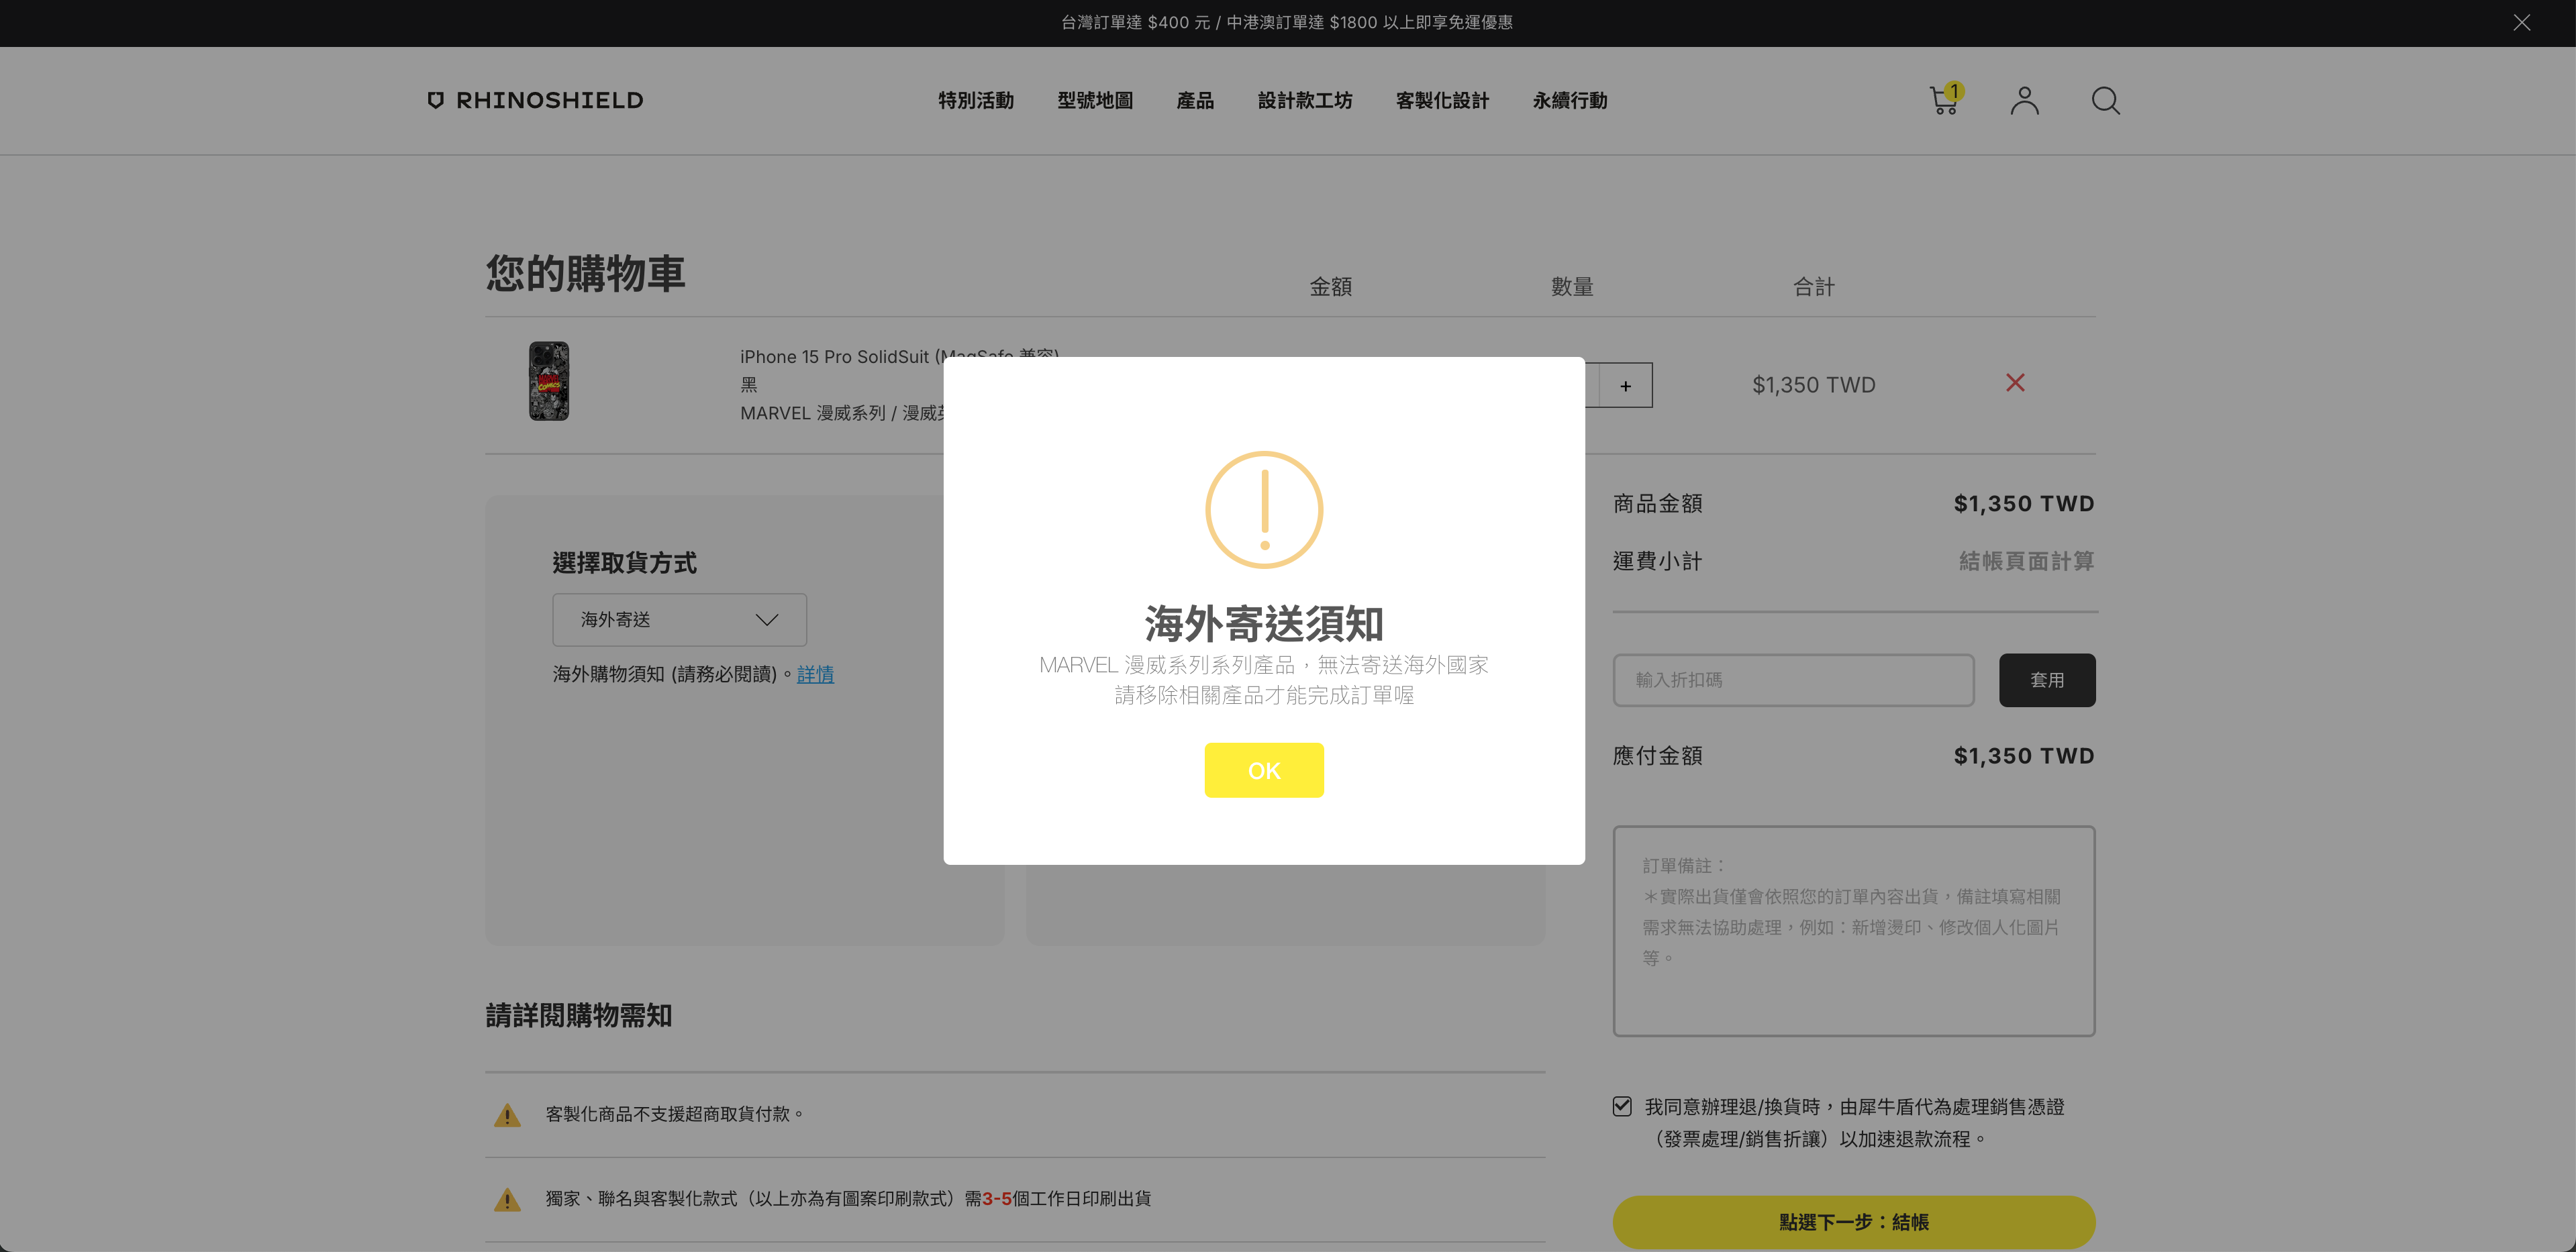 台灣訂單達 $400 元 / 中港澳訂單達 $1800 以上即享免運優惠
RHINOSHIELD
特別活動 型號地圖 產品 設計款工坊 客製化設計 永續行動
1
您的購物車 金額 數量 合計
iPhone 15 Pro SolidSuit (MagSafe 兼容)
黑
MARVEL 漫威系列 / 漫威英
+
$1,350 TWD
選擇取貨方式
海外寄送
海外購物須知 (請務必閱讀)。詳情
海外寄送須知
MARVEL 漫威系列系列產品，無法寄送海外國家
請移除相關產品才能完成訂單喔
OK
商品金額 $1,350 TWD
運費小計 結帳頁面計算
輸入折扣碼 套用
應付金額 $1,350 TWD
訂單備註：
＊實際出貨僅會依照您的訂單內容出貨，備註填寫相關
需求無法協助處理，例如：新增燙印、修改個人化圖片
等。
請詳閱購物需知
客製化商品不支援超商取貨付款。
獨家、聯名與客製化款式（以上亦為有圖案印刷款式）需3-5個工作日印刷出貨
我同意辦理退/換貨時，由犀牛盾代為處理銷售憑證
（發票處理/銷售折讓）以加速退款流程。
點選下一步：結帳